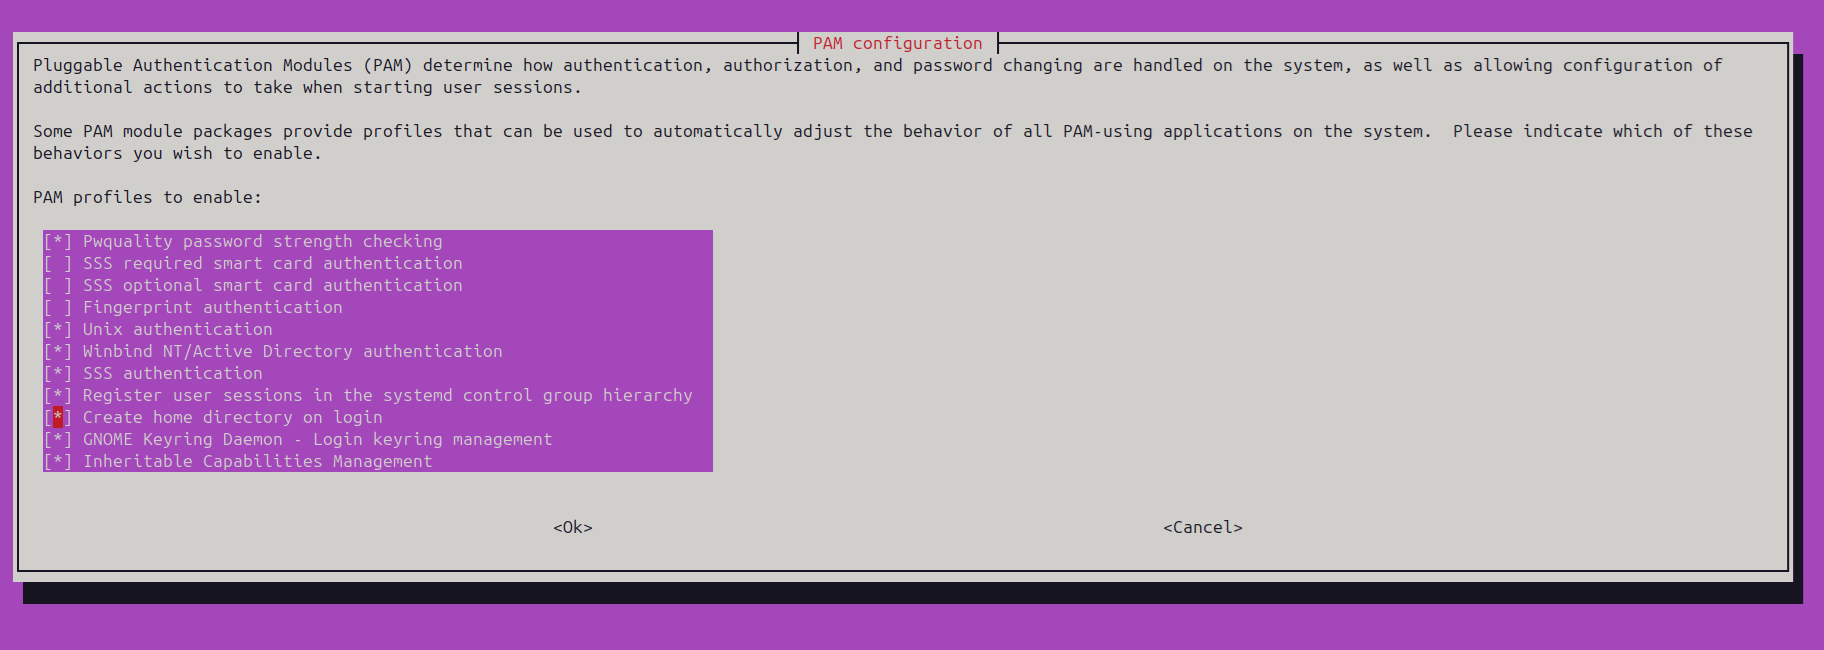 PAM configuration
Pluggable Authentication Modules (PAM) determine how authentication, authorization, and password changing are handled on the system, as well as allowing configuration of
additional actions to take when starting user sessions.
Some PAM module packages provide profiles that can be used to automatically adjust the behavior of all PAM-using applications on the system.  Please indicate which of these
behaviors you wish to enable.
PAM profiles to enable:
[*] Pwquality password strength checking
[ ] SSS required smart card authentication
[ ] SSS optional smart card authentication
[ ] Fingerprint authentication
[*] Unix authentication
[*] Winbind NT/Active Directory authentication
[*] SSS authentication
[*] Register user sessions in the systemd control group hierarchy
[*] Create home directory on login
[*] GNOME Keyring Daemon - Login keyring management
[*] Inheritable Capabilities Management
<Ok> <Cancel>